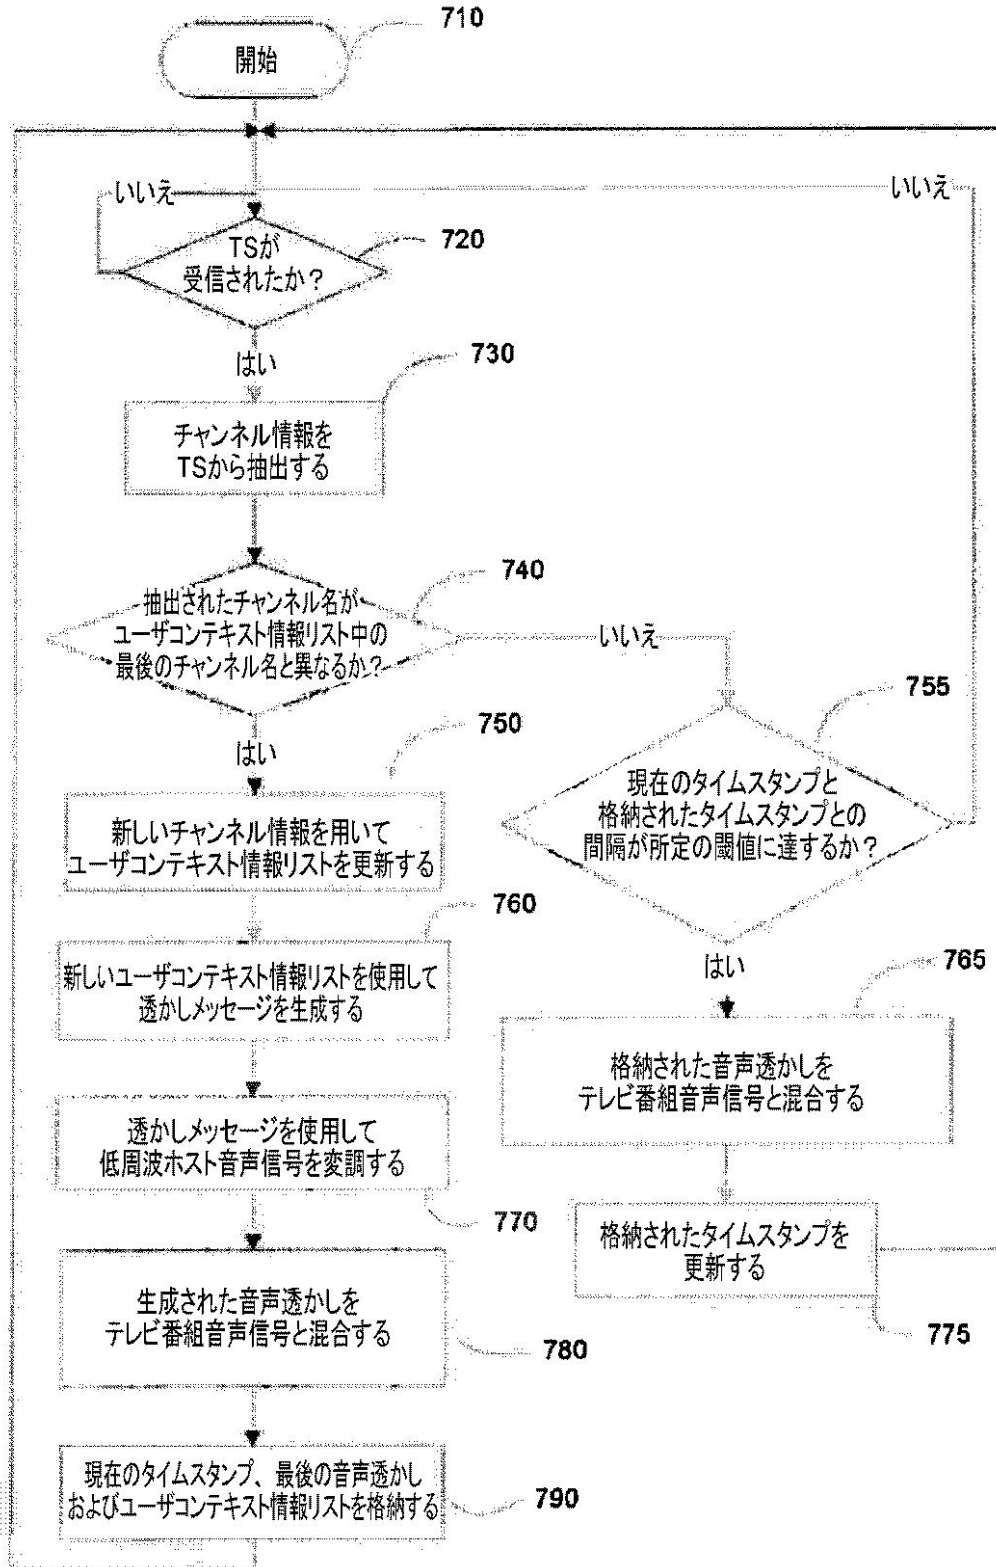 710
開始
いいえ
いいえ
TSが
受信されたか？
720
はい
730
チャンネル情報を
TSから抽出する
740
抽出されたチャンネル名が
ユーザコンテキスト情報リスト中の
最後のチャンネル名と異なるか？
いいえ
755
はい
750
現在のタイムスタンプと
格納されたタイムスタンプとの
間隔が所定の閾値に達するか？
新しいチャンネル情報を用いて
ユーザコンテキスト情報リストを更新する
760
新しいユーザコンテキスト情報リストを使用して
透かしメッセージを生成する
はい
765
格納された音声透かしを
テレビ番組音声信号と混合する
透かしメッセージを使用して
低周波ホスト音声信号を変調する
770
格納されたタイムスタンプを
更新する
775
生成された音声透かしを
テレビ番組音声信号と混合する
780
現在のタイムスタンプ、最後の音声透かし
およびユーザコンテキスト情報リストを格納する
790